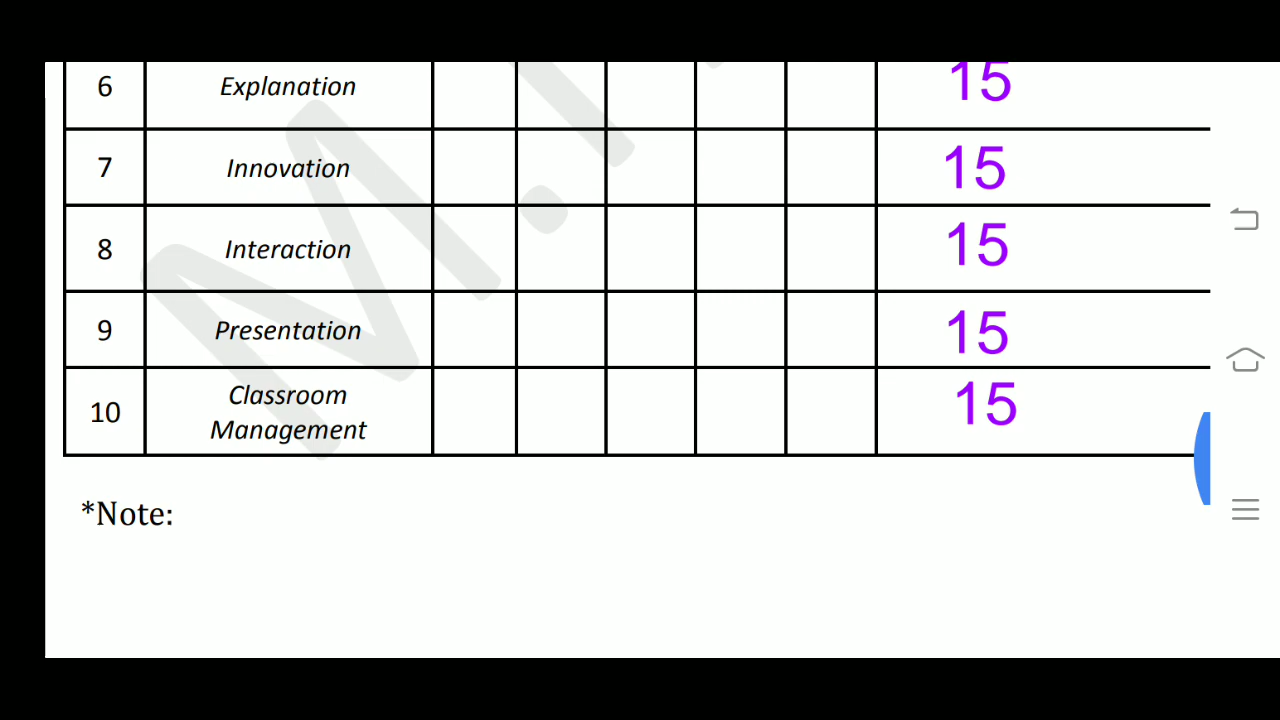 6 Explanation 15
7 Innovation 15
8 Interaction 15
9 Presentation 15
10 Classroom
Management 15
*Note: